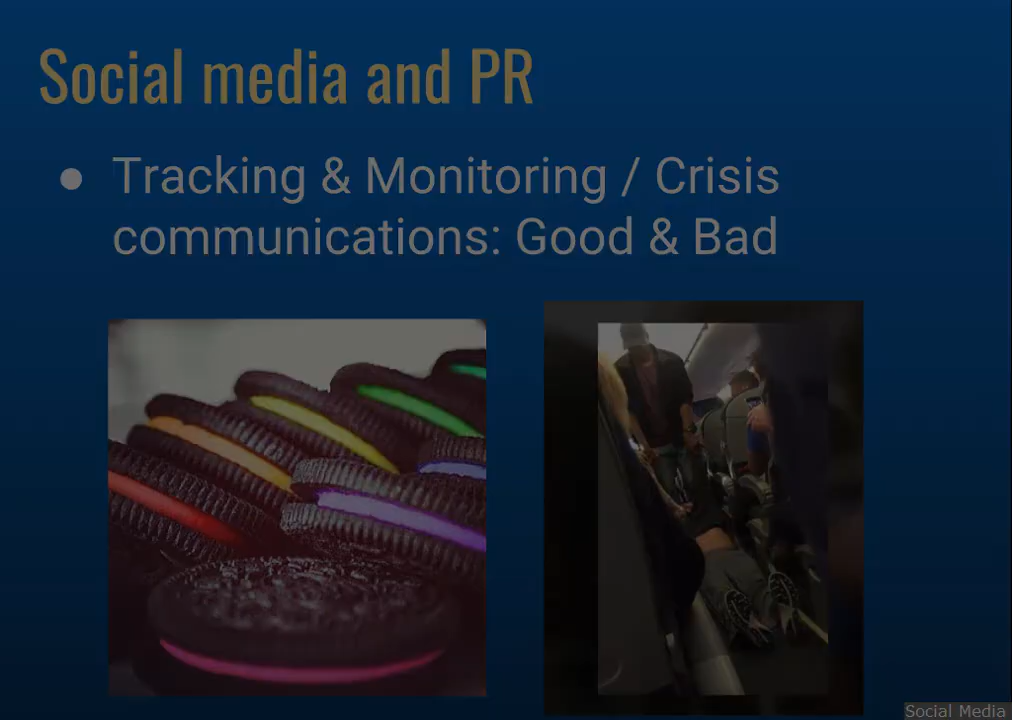 Social media and PR
● Tracking & Monitoring / Crisis
communications: Good & Bad
Social Media